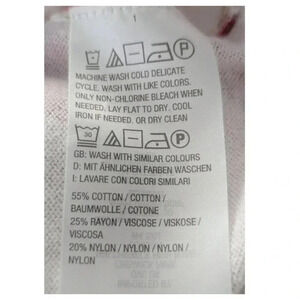 P
MACHINE WASH COLD DELICATE
CYCLE. WASH WITH LIKE COLORS.
ONLY NON-CHLORINE BLEACH WHEN
NEEDED. LAY FLAT TO DRY. COOL
IRON IF NEEDED. OR DRY CLEAN
30 P
GB: WASH WITH SIMILAR COLOURS
D: MIT ÄHNLICHEN FARBEN WASCHEN
I: LAVARE CON COLORI SIMILARI
55% COTTON / COTTON /
BAUMWOLLE / COTONE
25% RAYON / VISCOSE / VISKOSE /
VISCOSA
20% NYLON / NYLON / NYLON /
NYLON